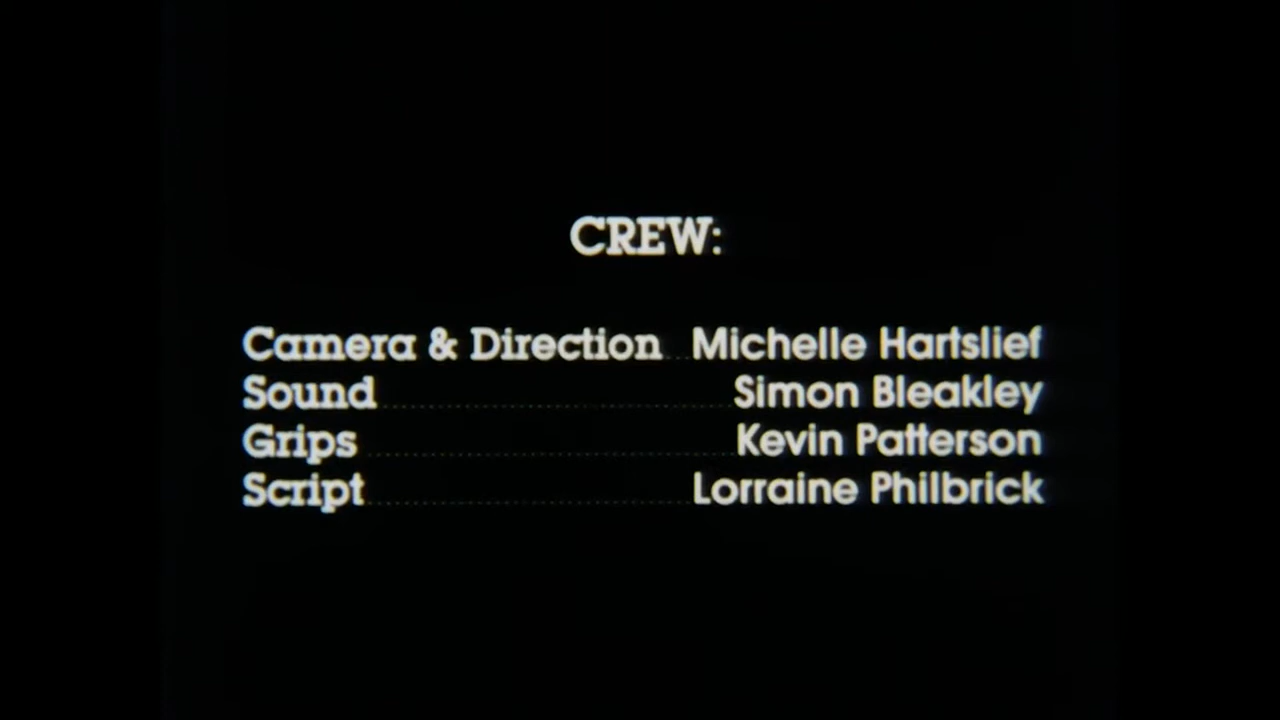 CREW:
Camera & Direction ..Michelle Hartslief
Sound..............................Simon Bleakley
Grips ...............................Kevin Patterson
Script............................Lorraine Philbrick